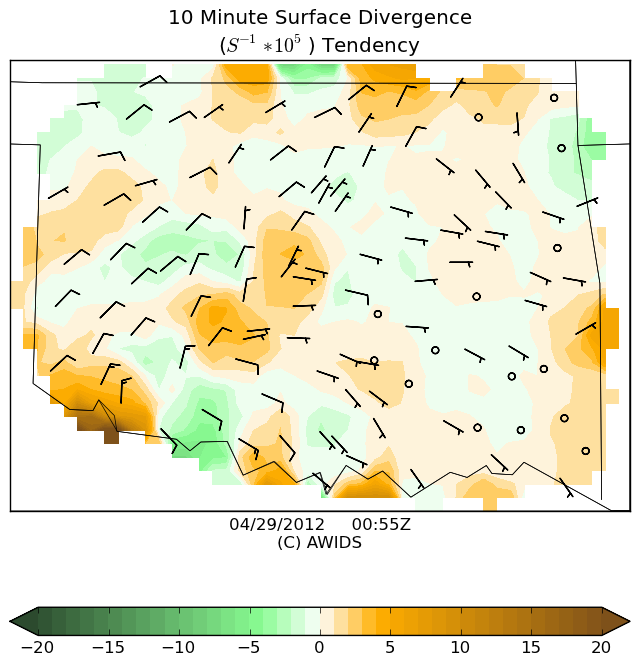 10 Minute Surface Divergence
(S⁻¹ * 10⁵ ) Tendency
04/29/2012 00:55Z
(C) AWIDS
−20 −15 −10 −5 0 5 10 15 20